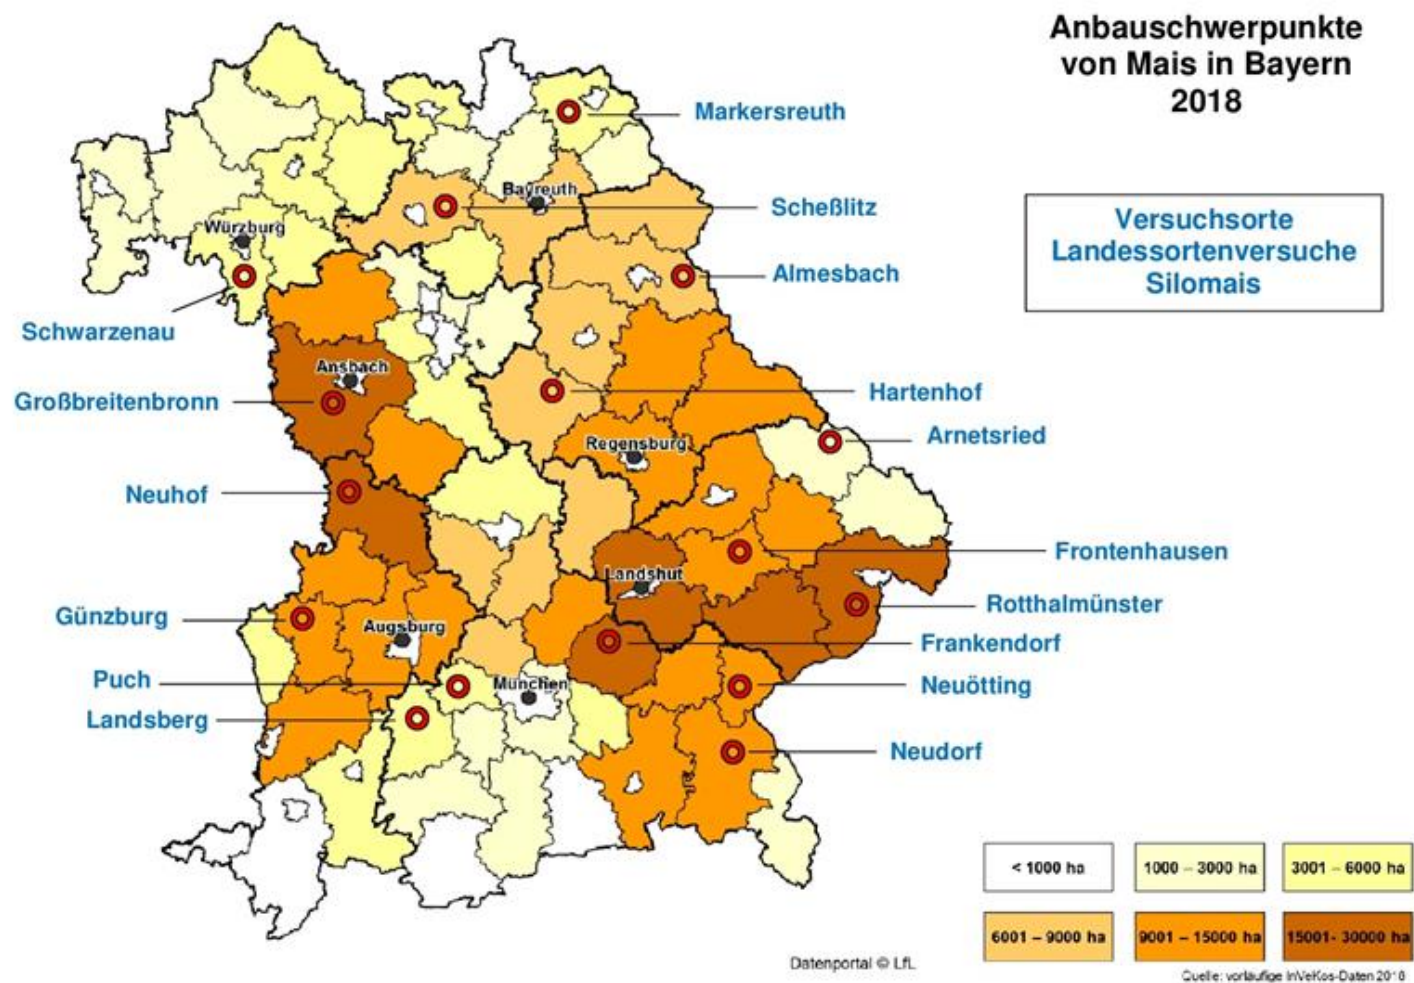 Anbauschwerpunkte
von Mais in Bayern
2018
Versuchsorte
Landessortenversuche
Silomais
Markersreuth
Bayreuth
Scheßlitz
Würzburg
Almesbach
Schwarzenau
Ansbach
Großbreitenbronn
Hartenhof
Arnetsried
Regensburg
Neuhof
Frontenhausen
Landshut
Rotthalmünster
Günzburg
Augsburg
Frankendorf
Puch
München
Neuötting
Landsberg
Neudorf
< 1000 ha
1000 – 3000 ha
3001 – 6000 ha
6001 – 9000 ha
9001 – 15000 ha
15001- 30000 ha
Datenportal © LfL
Quelle: vorläufige InVeKos-Daten 2018